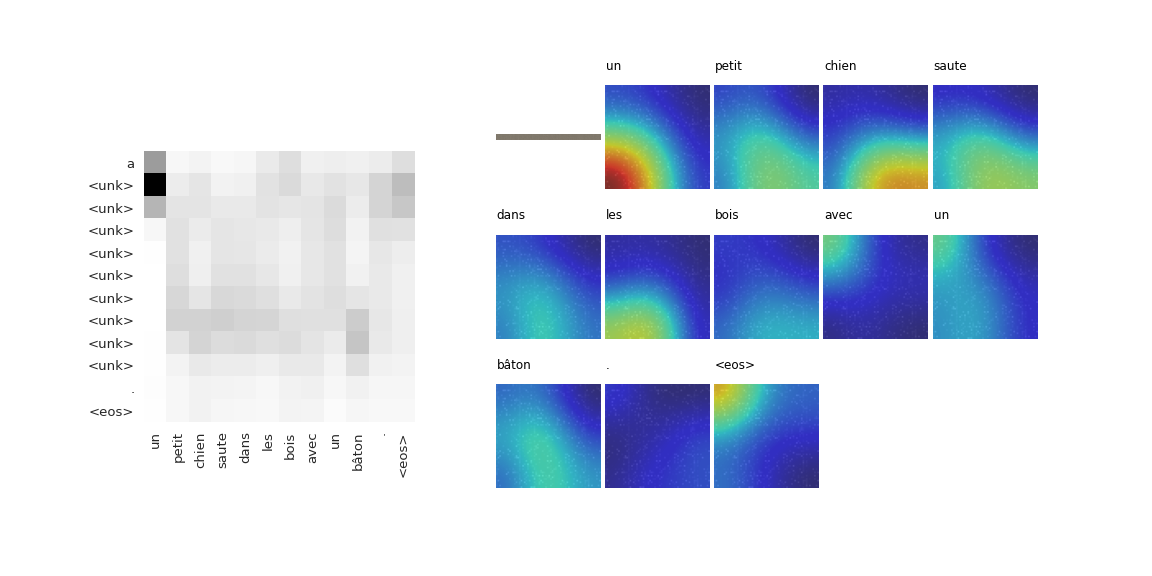 a
<unk>
<unk>
<unk>
<unk>
<unk>
<unk>
<unk>
<unk>
<unk>
.
<eos>
un petit chien saute dans les bois avec un bâton . <eos>
un petit chien saute
dans les bois avec un
bâton . <eos>